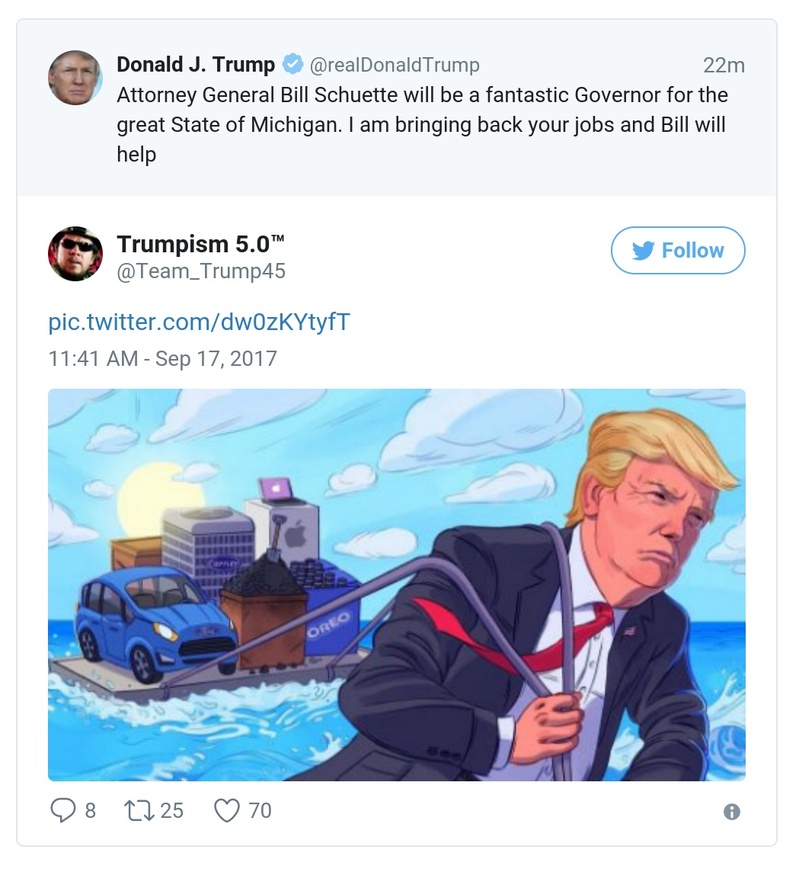 Donald J. Trump @realDonaldTrump 22m
Attorney General Bill Schuette will be a fantastic Governor for the
great State of Michigan. I am bringing back your jobs and Bill will
help
Trumpism 5.0™
@Team_Trump45
Follow
pic.twitter.com/dw0zKYtyfT
11:41 AM - Sep 17, 2017
Carrier
Ford
OREO
8 25 70